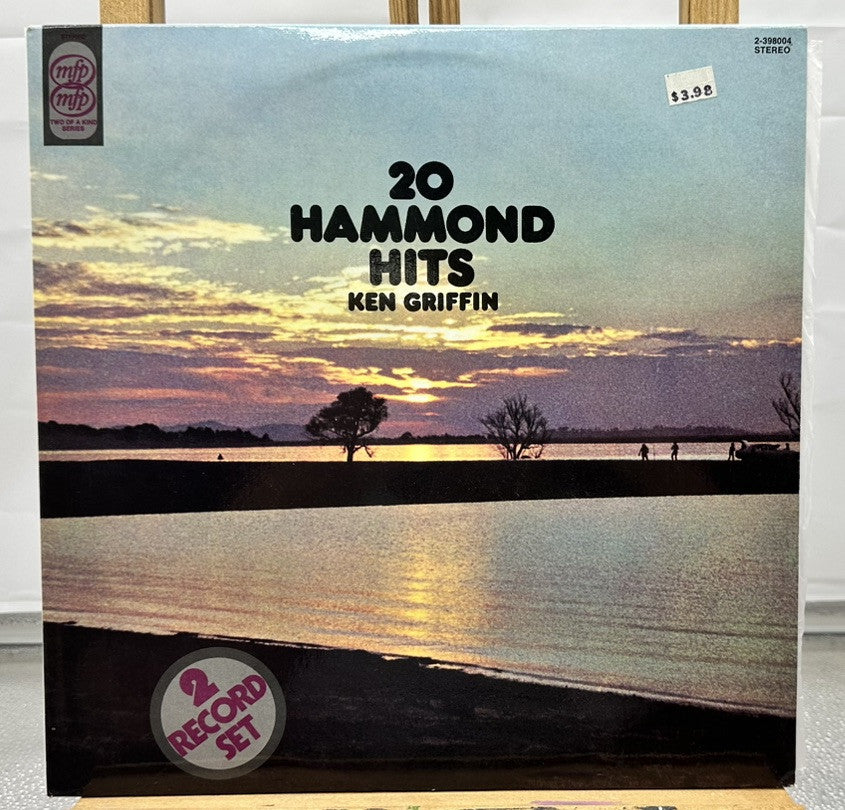 STEREO
mfp
mfp
TWO OF A KIND
SERIES
2-398004
STEREO
$3.98
20
HAMMOND
HITS
KEN GRIFFIN
2
RECORD
SET